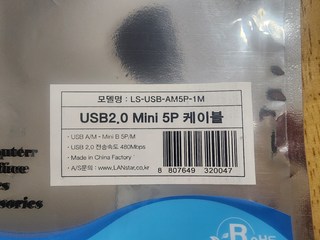 모델명 : LS-USB-AM5P-1M
USB2.0 Mini 5P 케이블
· USB A/M - Mini B 5P/M
· USB 2.0 전송속도 480Mbps
· Made in China Factory
· A/S문의 : www.LANstar.co.kr
8 807649 320047
RoHS